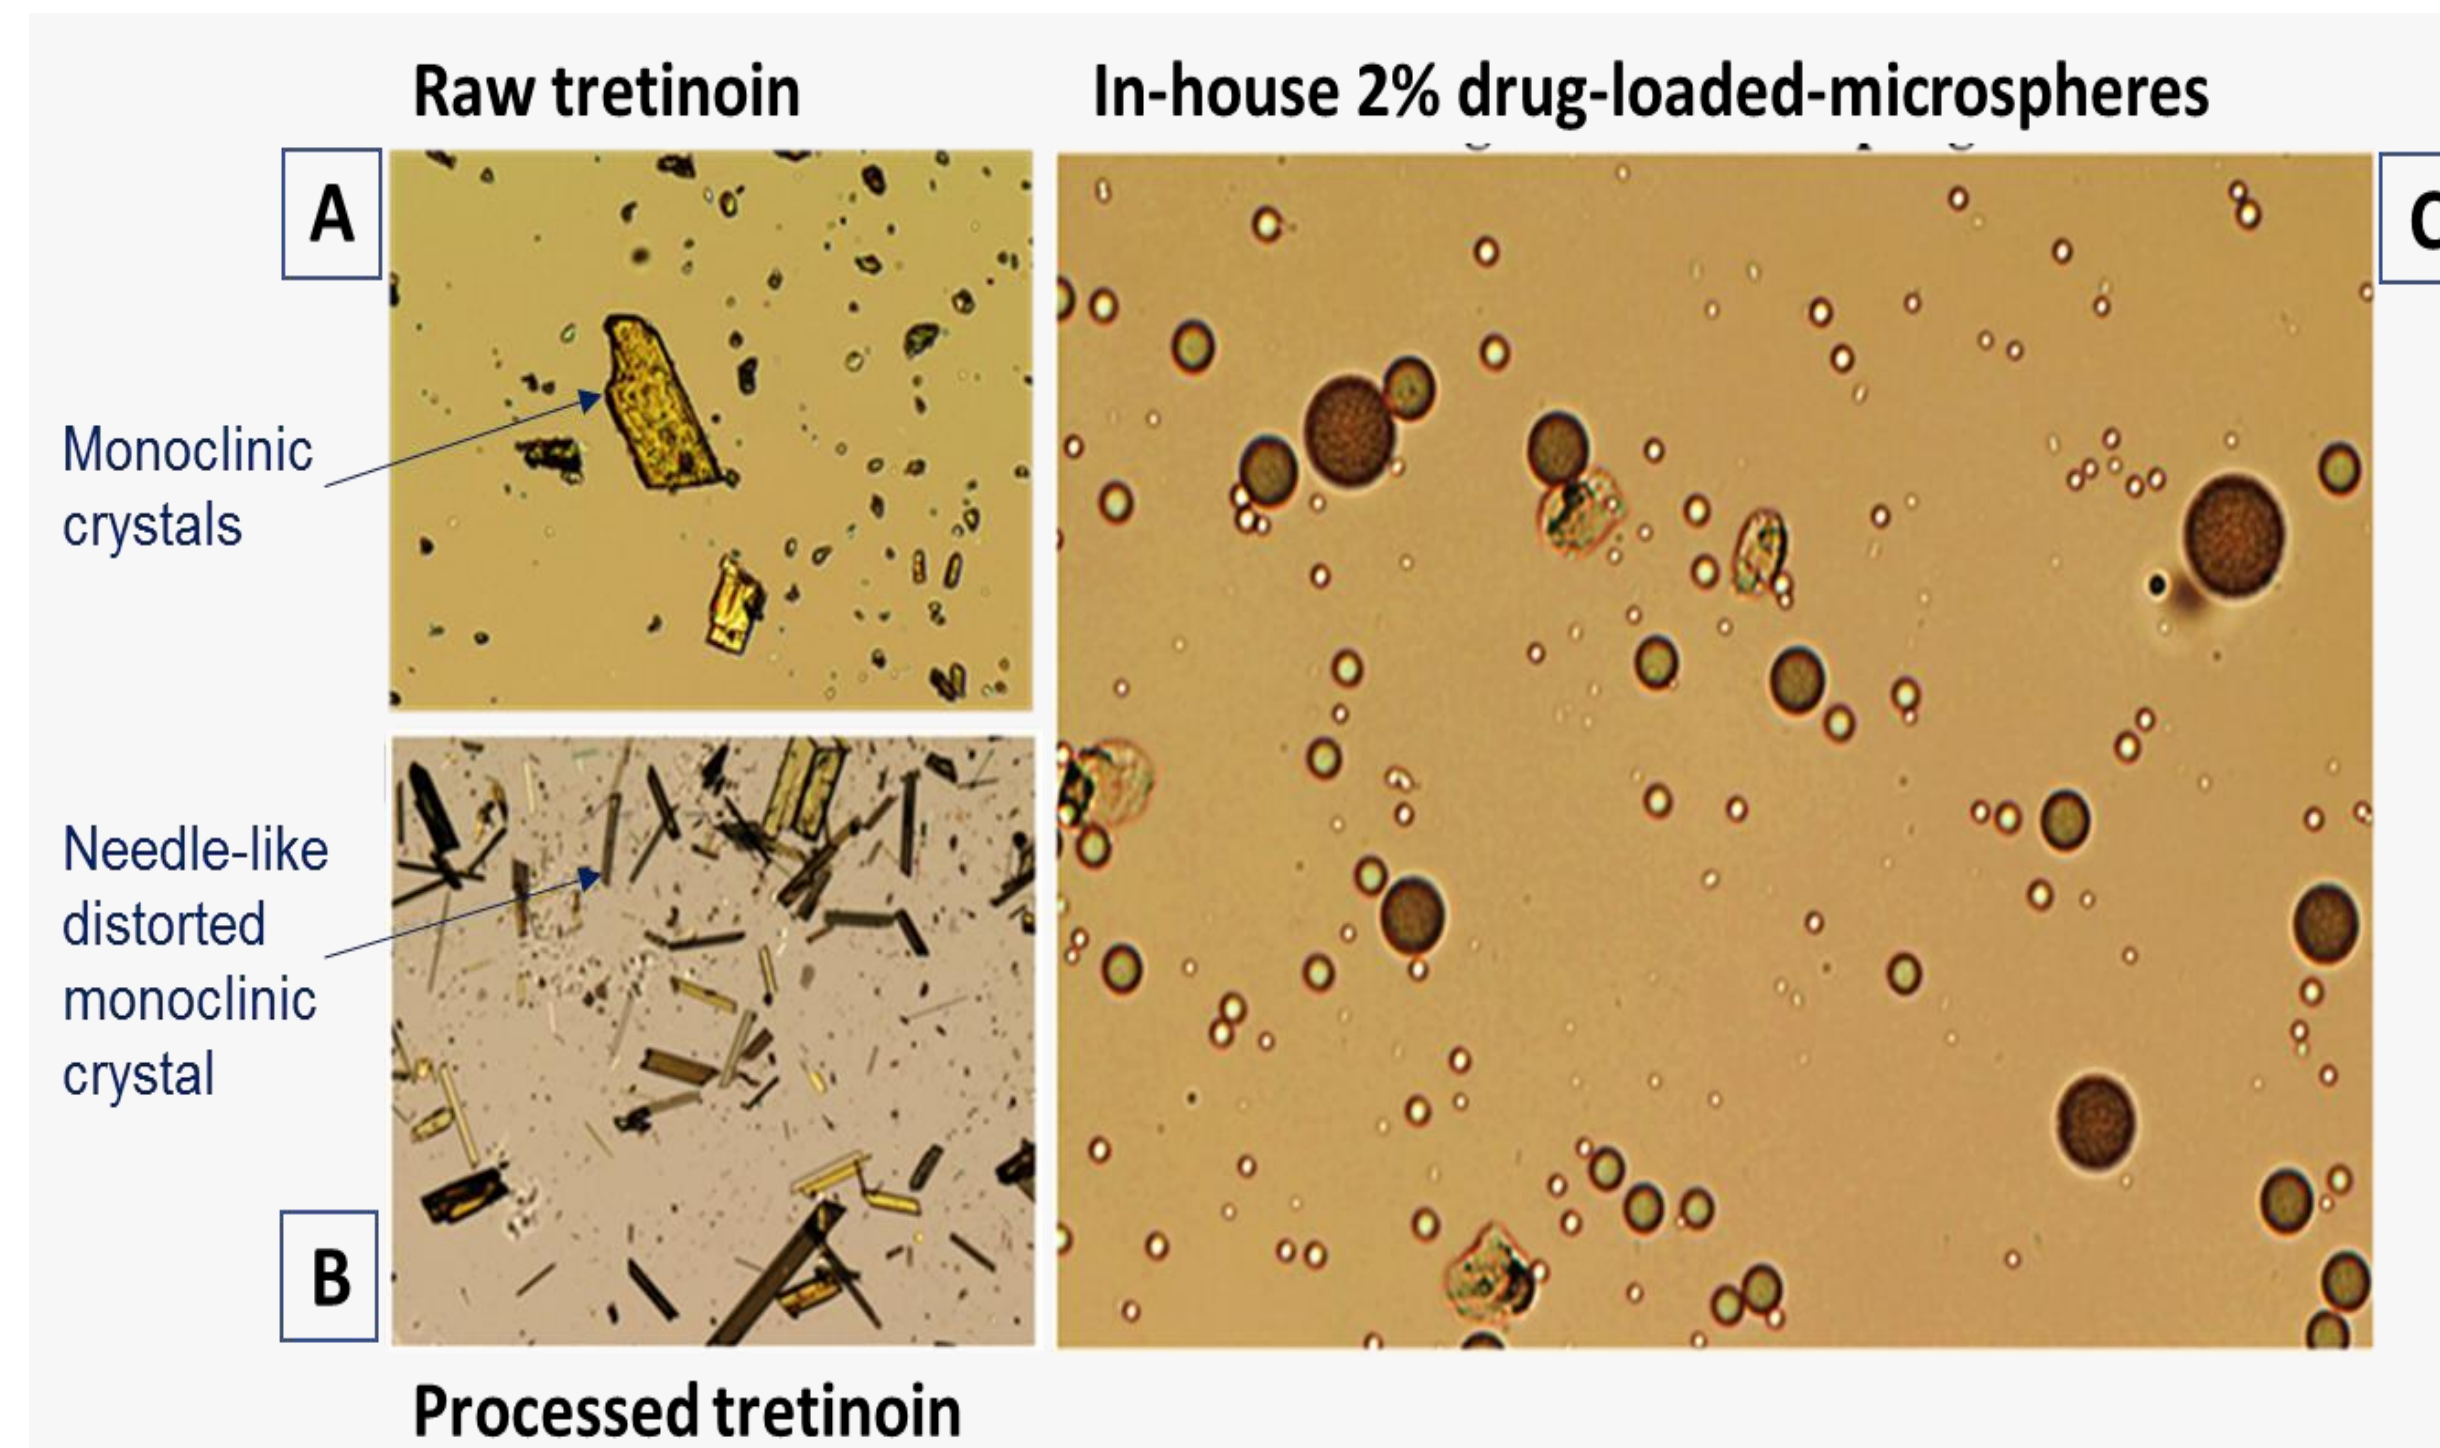 Raw tretinoin
In-house 2% drug-loaded-microspheres
A
C
Monoclinic
crystals
Needle-like
distorted
monoclinic
crystal
B
Processed tretinoin